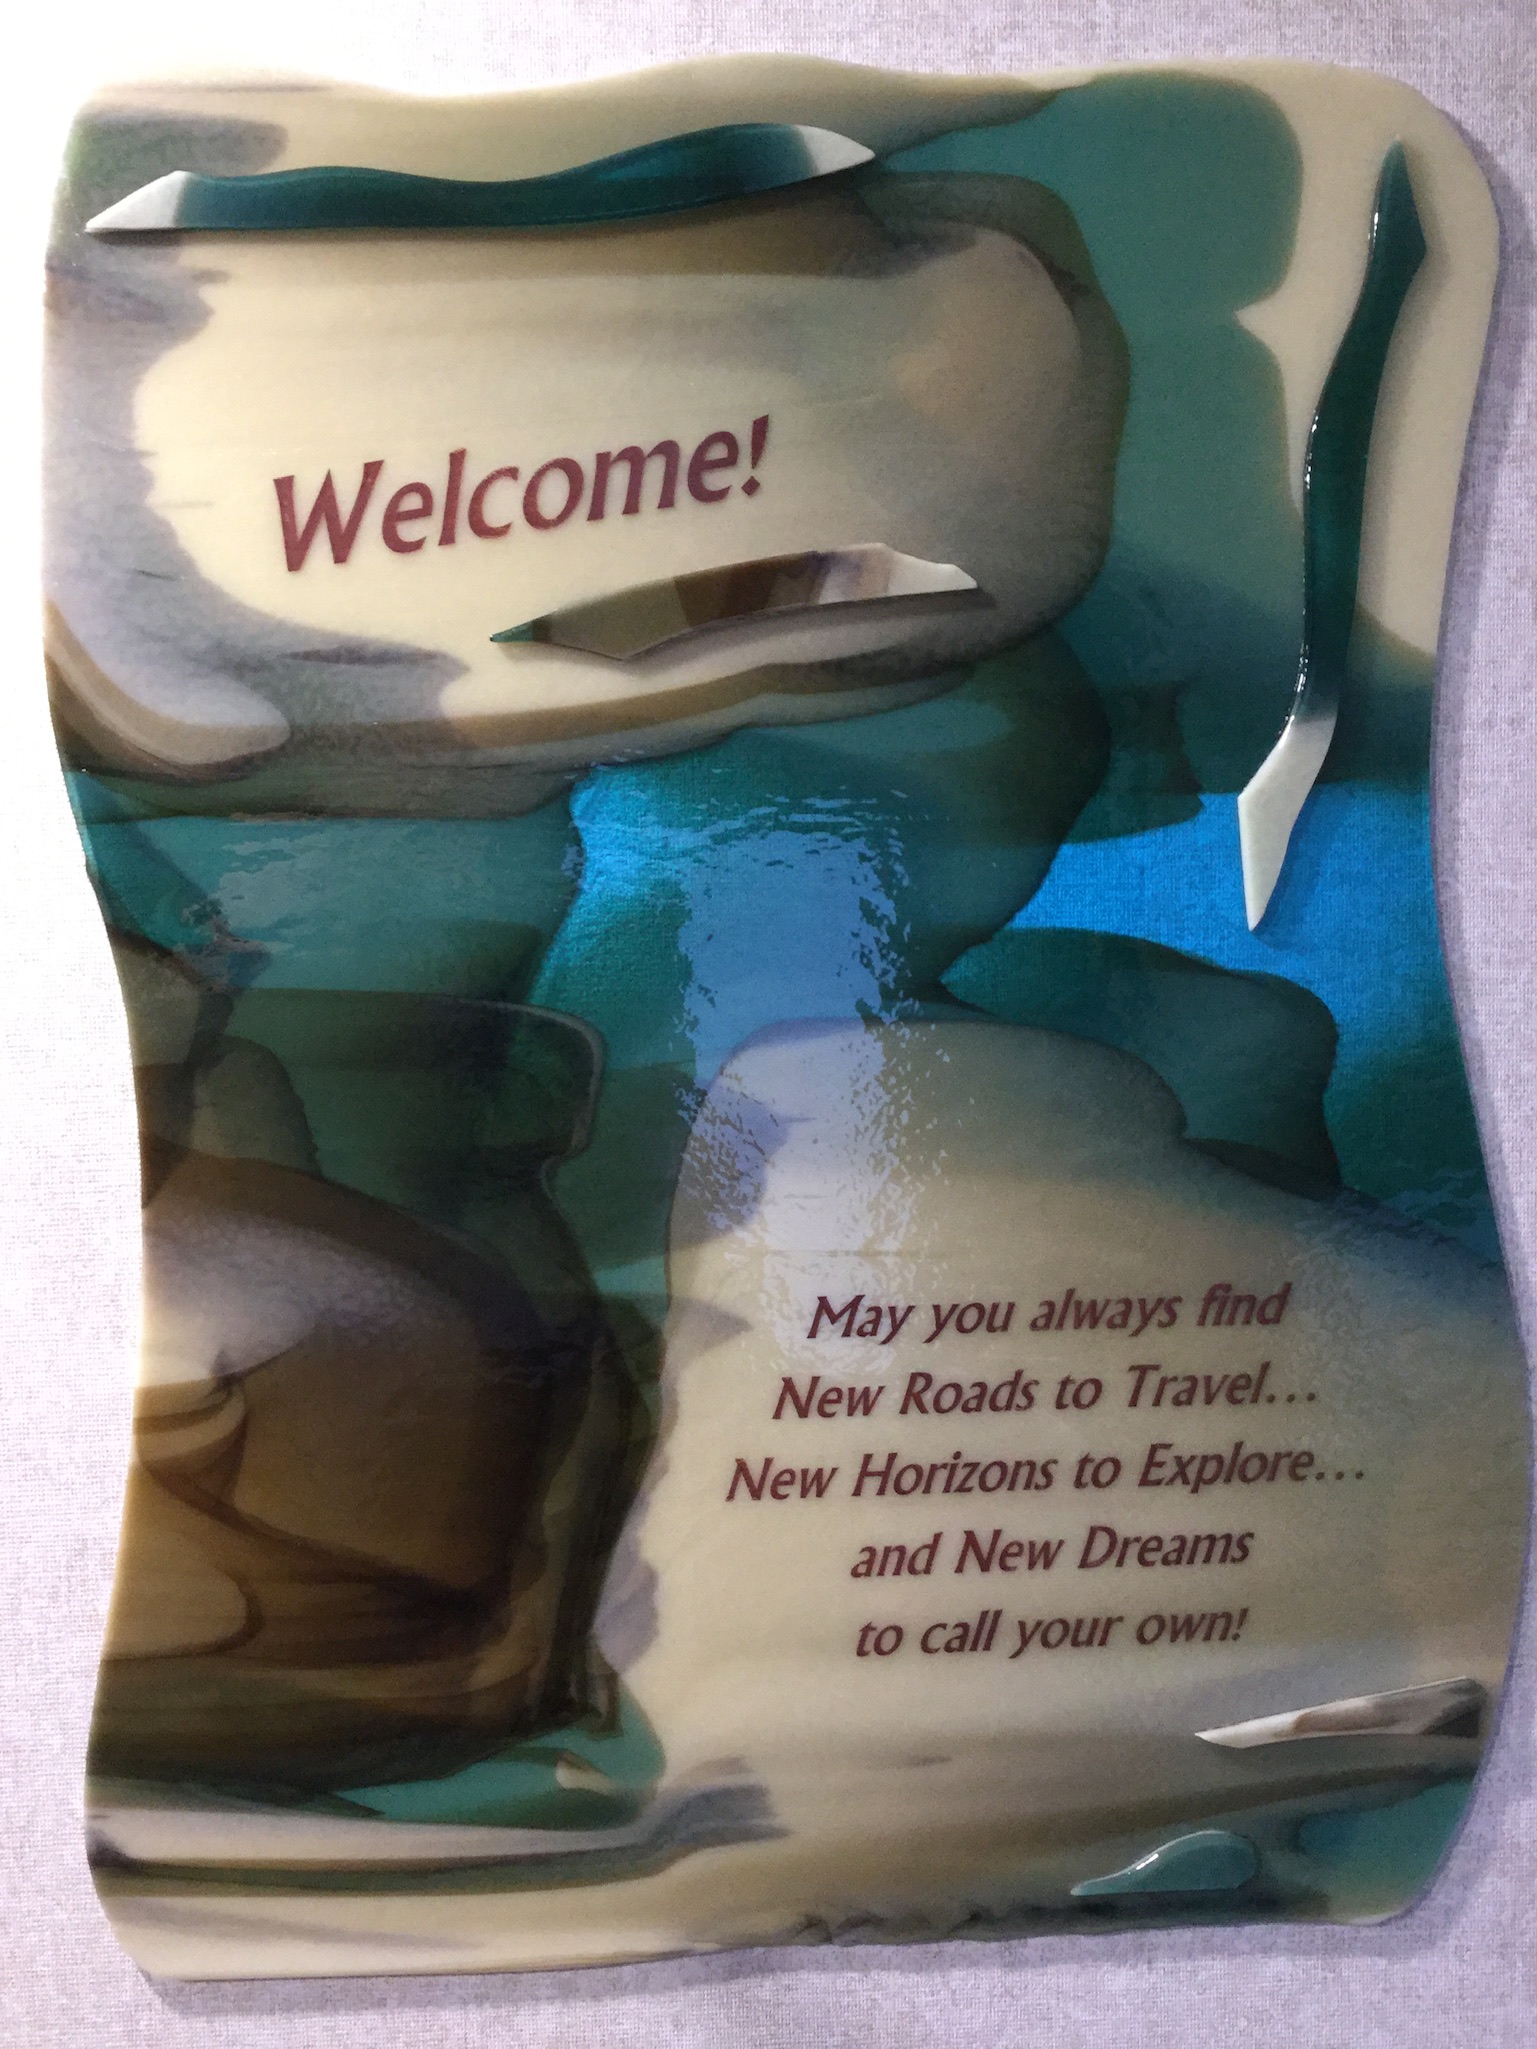 Welcome!
May you always find
New Roads to Travel...
New Horizons to Explore...
and New Dreams
to call your own!